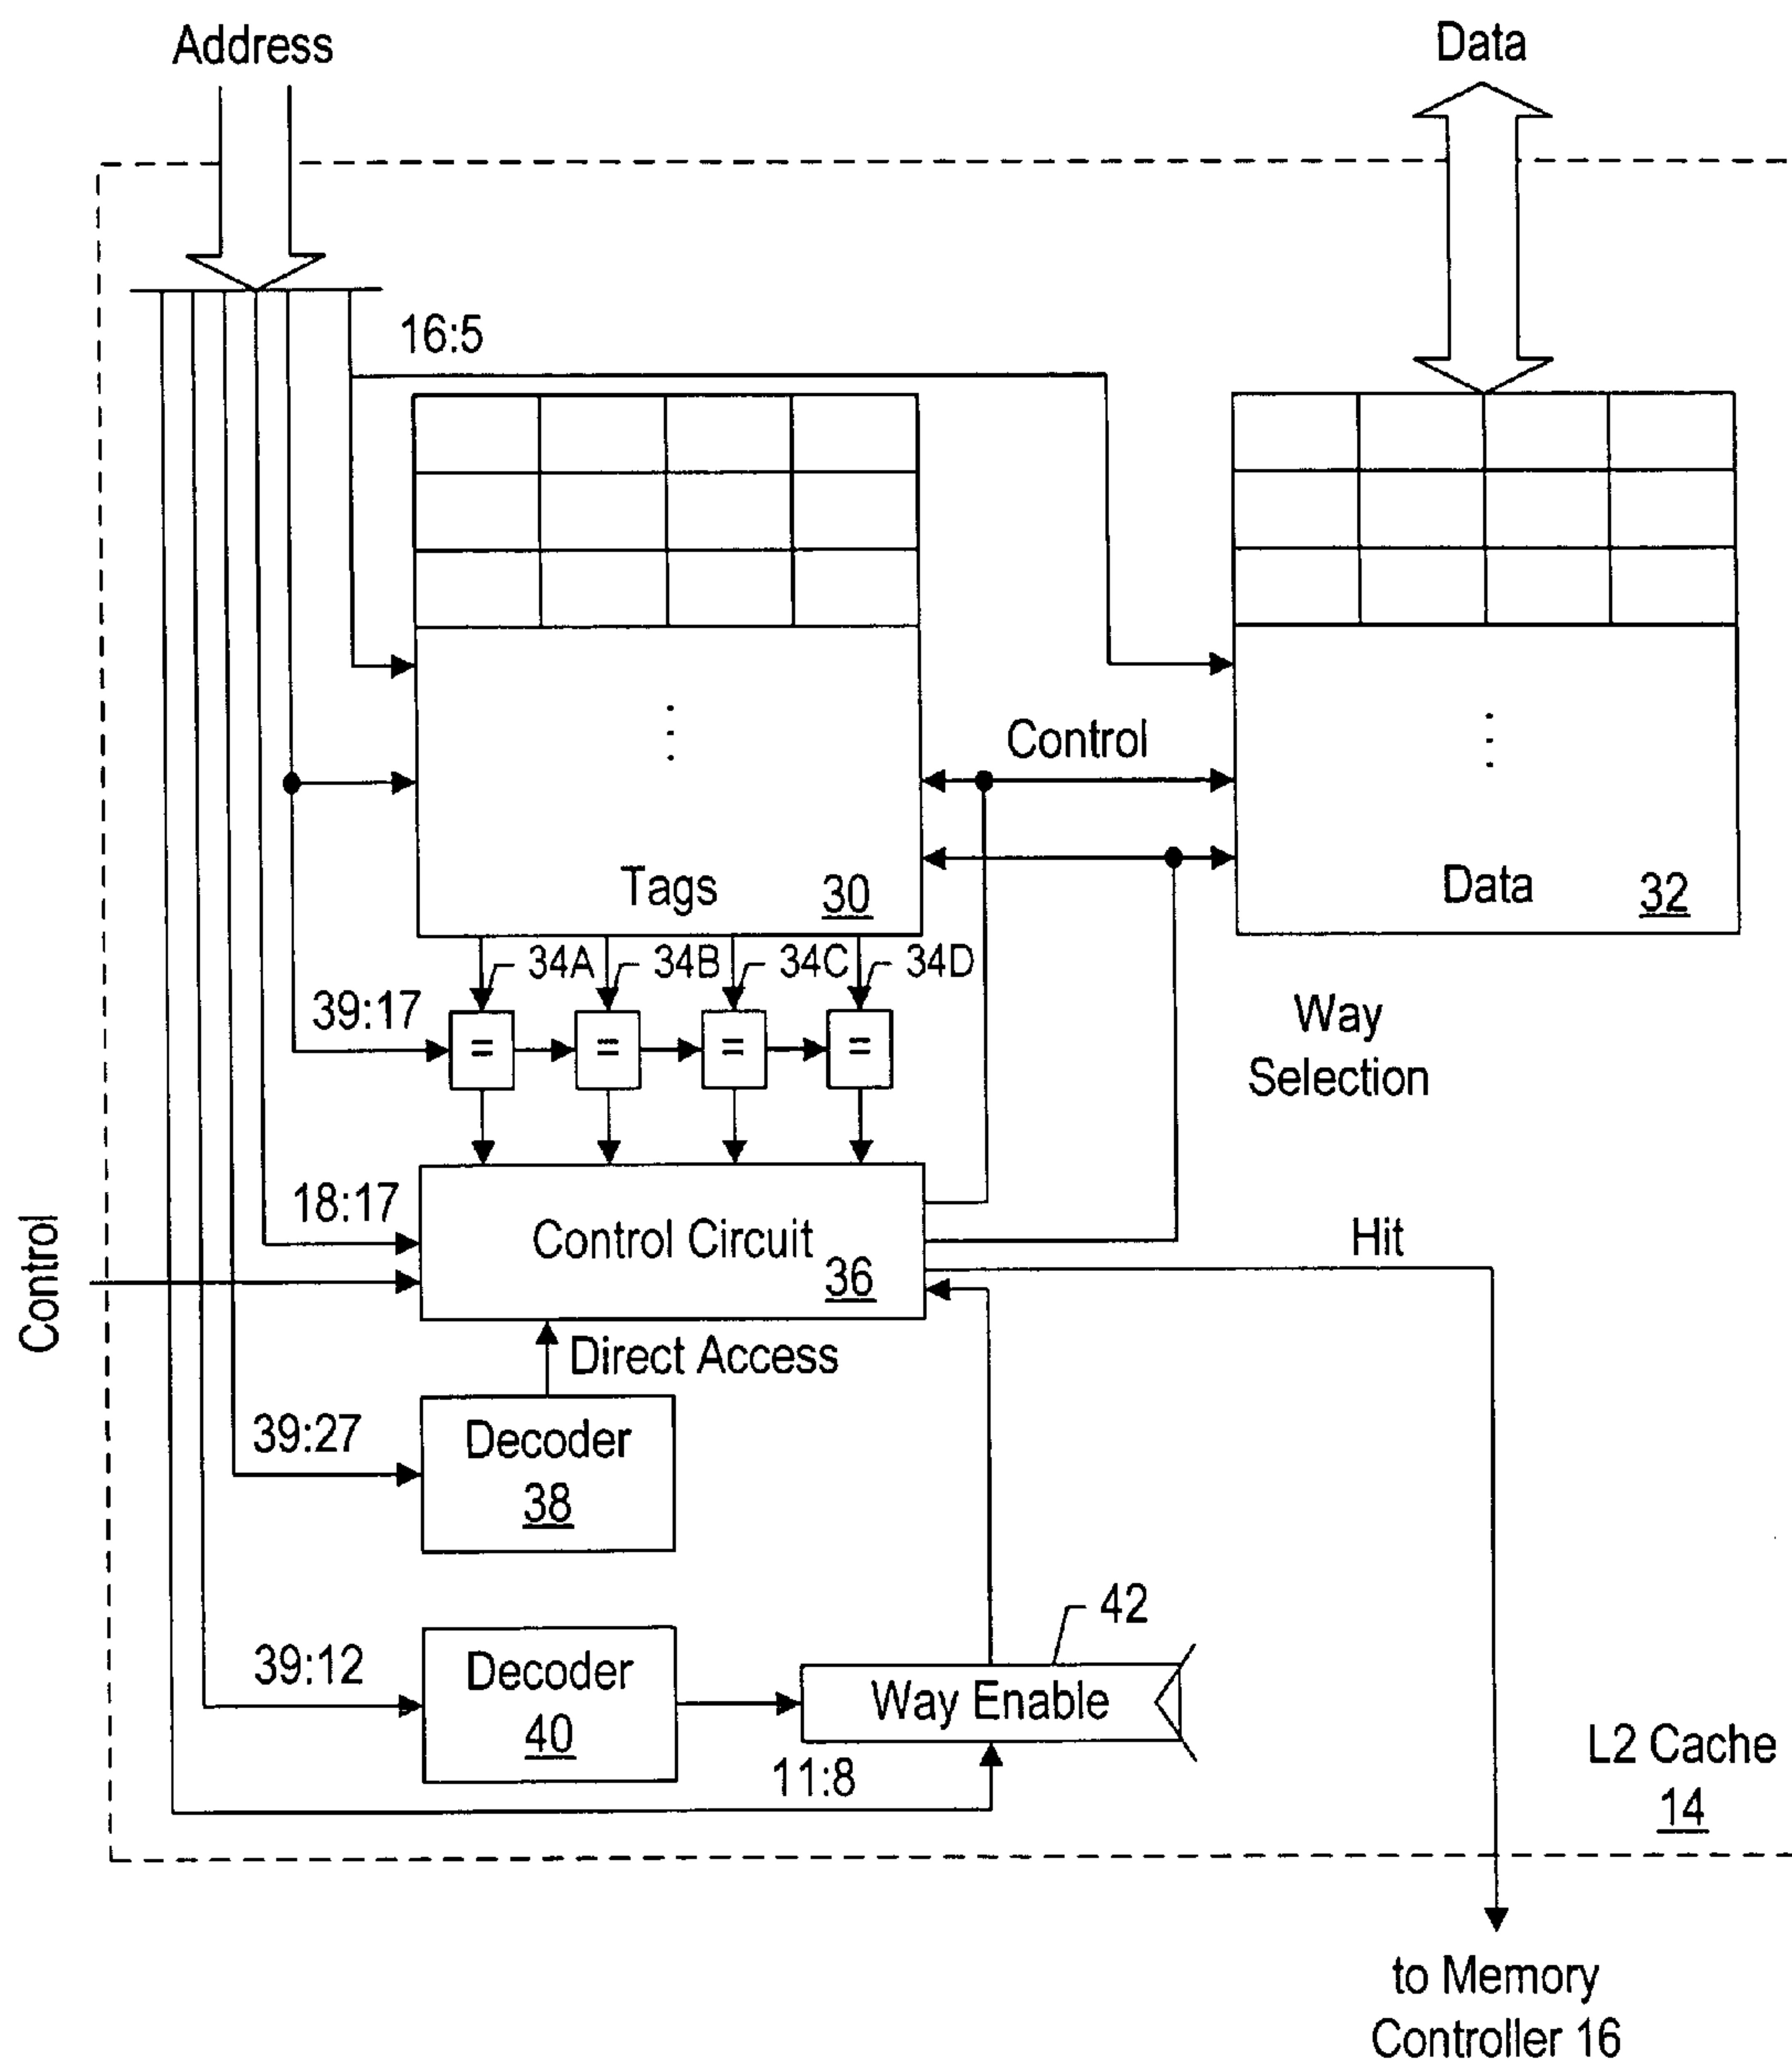 Address
Data
16:5
Control
Tags
30
Data
32
34A
34B
34C
34D
39:17
=
=
=
=
Way
Selection
18:17
Control Circuit
36
Hit
Control
Direct Access
39:27
Decoder
38
42
39:12
Decoder
40
Way Enable
11:8
L2 Cache
14
to Memory
Controller 16